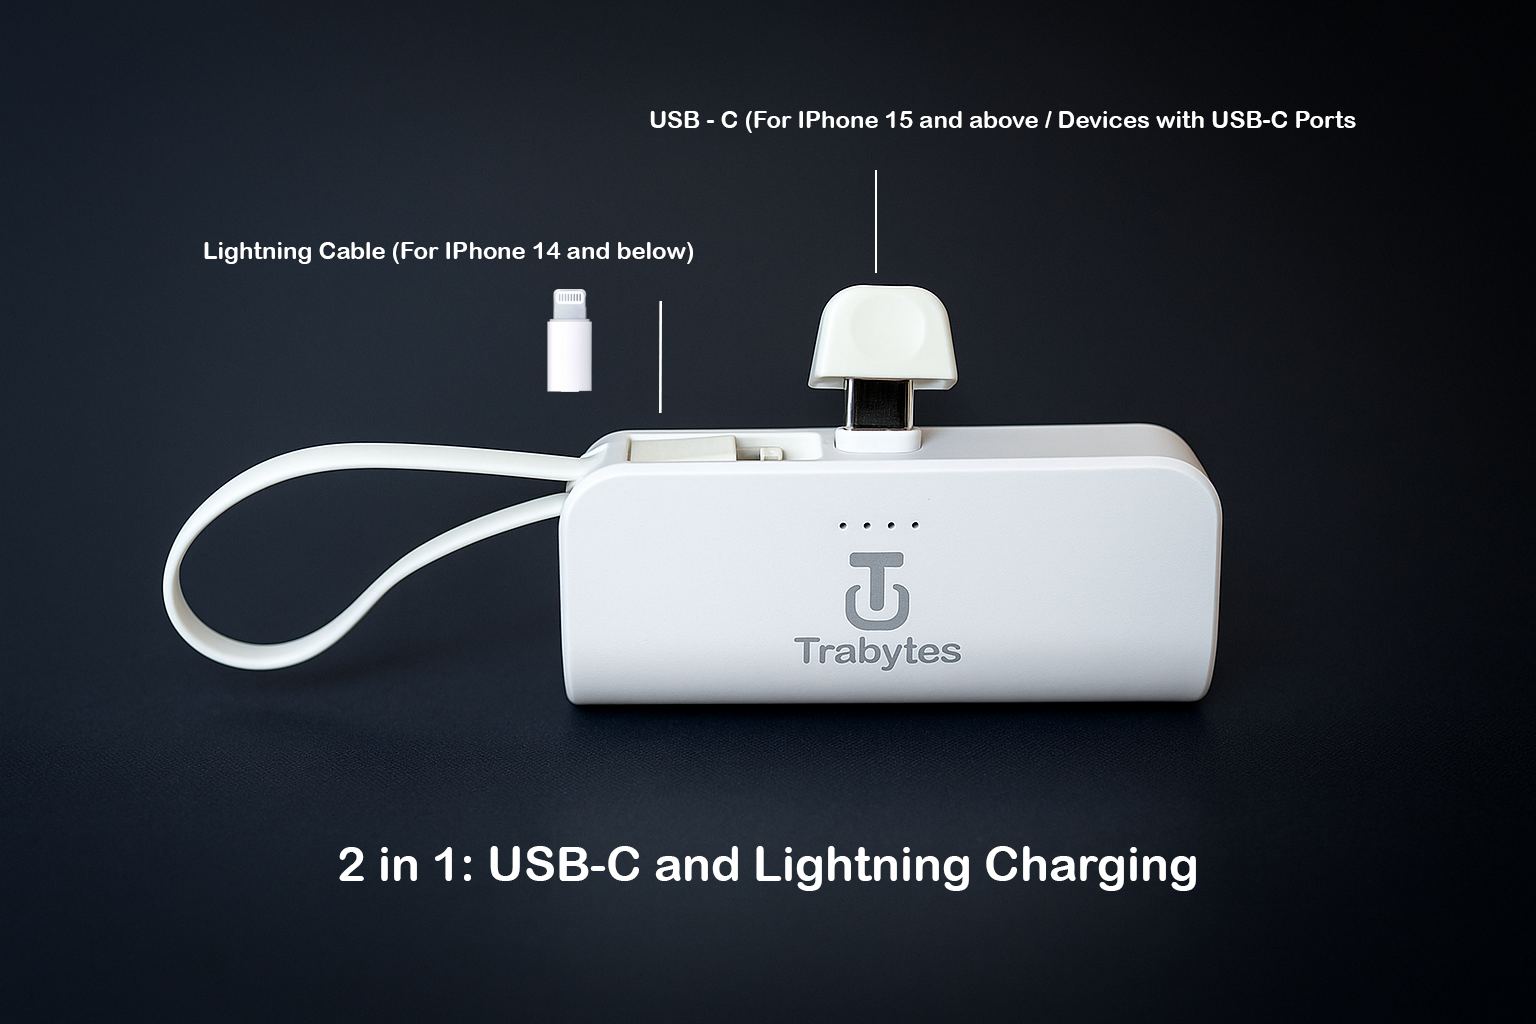 USB - C (For IPhone 15 and above / Devices with USB-C Ports
Lightning Cable (For IPhone 14 and below)
Trabytes
2 in 1: USB-C and Lightning Charging